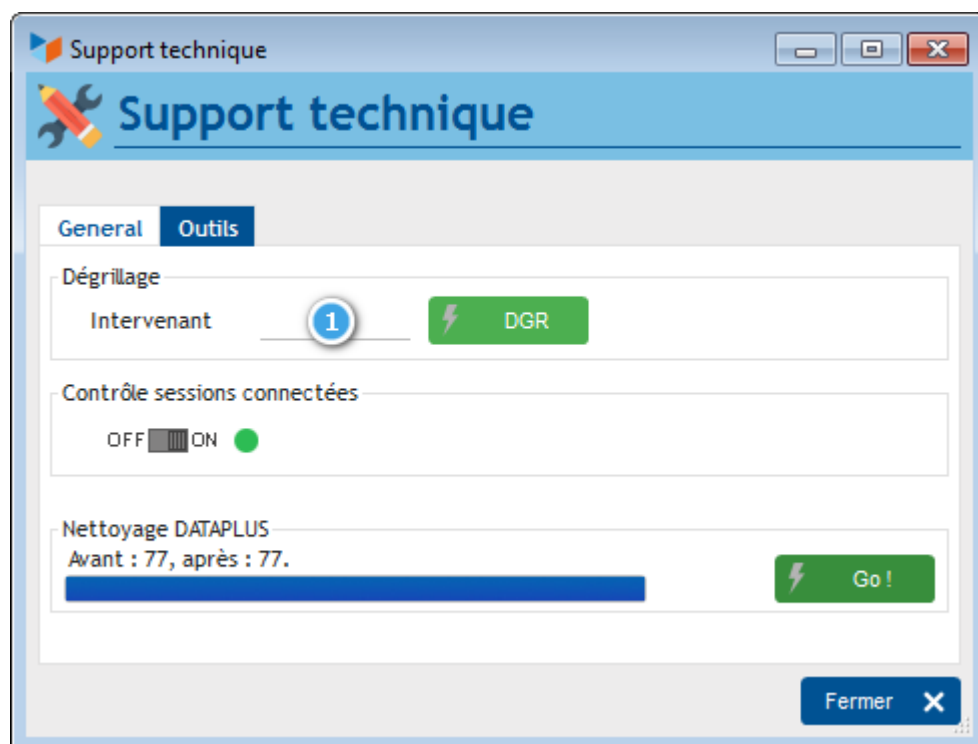 Support technique
Support technique
General Outils
Dégrillage
Intervenant 1 DGR
Contrôle sessions connectées
OFF ON
Nettoyage DATAPLUS
Avant : 77, après : 77.
Go !
Fermer